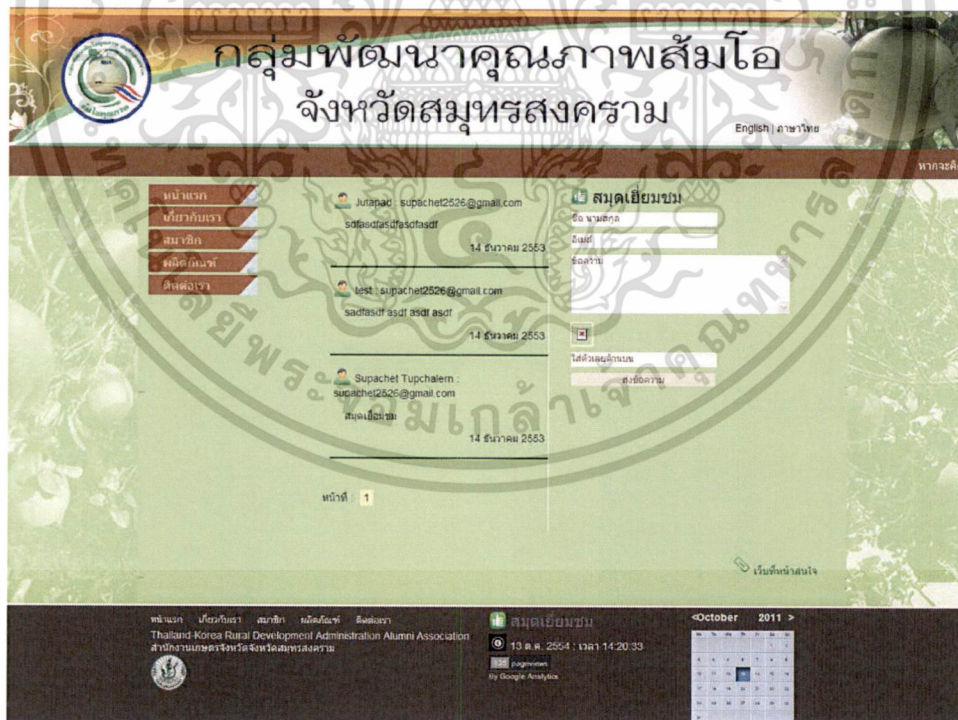 กลุ่มพัฒนาคุณภาพส้มโอ
จังหวัดสมุทรสงคราม
English | ภาษาไทย
หากจะติ
หน้าแรก
เกี่ยวกับเรา
สมาชิก
ผลิตภัณฑ์
ติดต่อเรา
Jutapad : supachet2526@gmail.com
sdfasdfasdfasdfasdf
14 ธันวาคม 2553
test : supachet2526@gmail.com
sadfasdf asdf asdf asdf
14 ธันวาคม 2553
Supachet Tupchalern :
supachet2526@gmail.com
สมุดเยี่ยมชม
14 ธันวาคม 2553
หน้าที่ : 1
สมุดเยี่ยมชม
ชื่อ นามสกุล
อีเมล์
ข้อความ
ใส่ตัวเลขด้านบน
ส่งข้อความ
เว็บที่น่าสนใจ
หน้าแรก เกี่ยวกับเรา สมาชิก ผลิตภัณฑ์ ติดต่อเรา
Thailand-Korea Rural Development Administration Alumni Association
สำนักงานเกษตรจังหวัดจังหวัดสมุทรสงคราม
สมุดเยี่ยมชม
13 ต.ค. 2554 : เวลา 14:20:33
pageviews
By Google Analytics
<October 2011 >